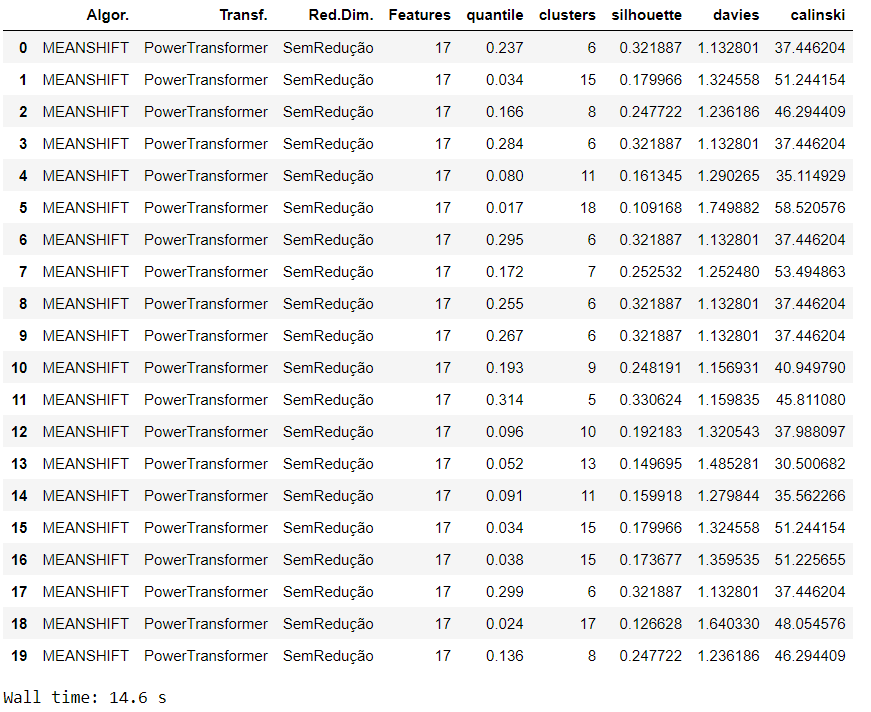 Algor. Transf. Red.Dim. Features quantile clusters silhouette davies calinski
0 MEANSHIFT PowerTransformer SemRedução 17 0.237 6 0.321887 1.132801 37.446204
1 MEANSHIFT PowerTransformer SemRedução 17 0.034 15 0.179966 1.324558 51.244154
2 MEANSHIFT PowerTransformer SemRedução 17 0.166 8 0.247722 1.236186 46.294409
3 MEANSHIFT PowerTransformer SemRedução 17 0.284 6 0.321887 1.132801 37.446204
4 MEANSHIFT PowerTransformer SemRedução 17 0.080 11 0.161345 1.290265 35.114929
5 MEANSHIFT PowerTransformer SemRedução 17 0.017 18 0.109168 1.749882 58.520576
6 MEANSHIFT PowerTransformer SemRedução 17 0.295 6 0.321887 1.132801 37.446204
7 MEANSHIFT PowerTransformer SemRedução 17 0.172 7 0.252532 1.252480 53.494863
8 MEANSHIFT PowerTransformer SemRedução 17 0.255 6 0.321887 1.132801 37.446204
9 MEANSHIFT PowerTransformer SemRedução 17 0.267 6 0.321887 1.132801 37.446204
10 MEANSHIFT PowerTransformer SemRedução 17 0.193 9 0.248191 1.156931 40.949790
11 MEANSHIFT PowerTransformer SemRedução 17 0.314 5 0.330624 1.159835 45.811080
12 MEANSHIFT PowerTransformer SemRedução 17 0.096 10 0.192183 1.320543 37.988097
13 MEANSHIFT PowerTransformer SemRedução 17 0.052 13 0.149695 1.485281 30.500682
14 MEANSHIFT PowerTransformer SemRedução 17 0.091 11 0.159918 1.279844 35.562266
15 MEANSHIFT PowerTransformer SemRedução 17 0.034 15 0.179966 1.324558 51.244154
16 MEANSHIFT PowerTransformer SemRedução 17 0.038 15 0.173677 1.359535 51.225655
17 MEANSHIFT PowerTransformer SemRedução 17 0.299 6 0.321887 1.132801 37.446204
18 MEANSHIFT PowerTransformer SemRedução 17 0.024 17 0.126628 1.640330 48.054576
19 MEANSHIFT PowerTransformer SemRedução 17 0.136 8 0.247722 1.236186 46.294409
Wall time: 14.6 s